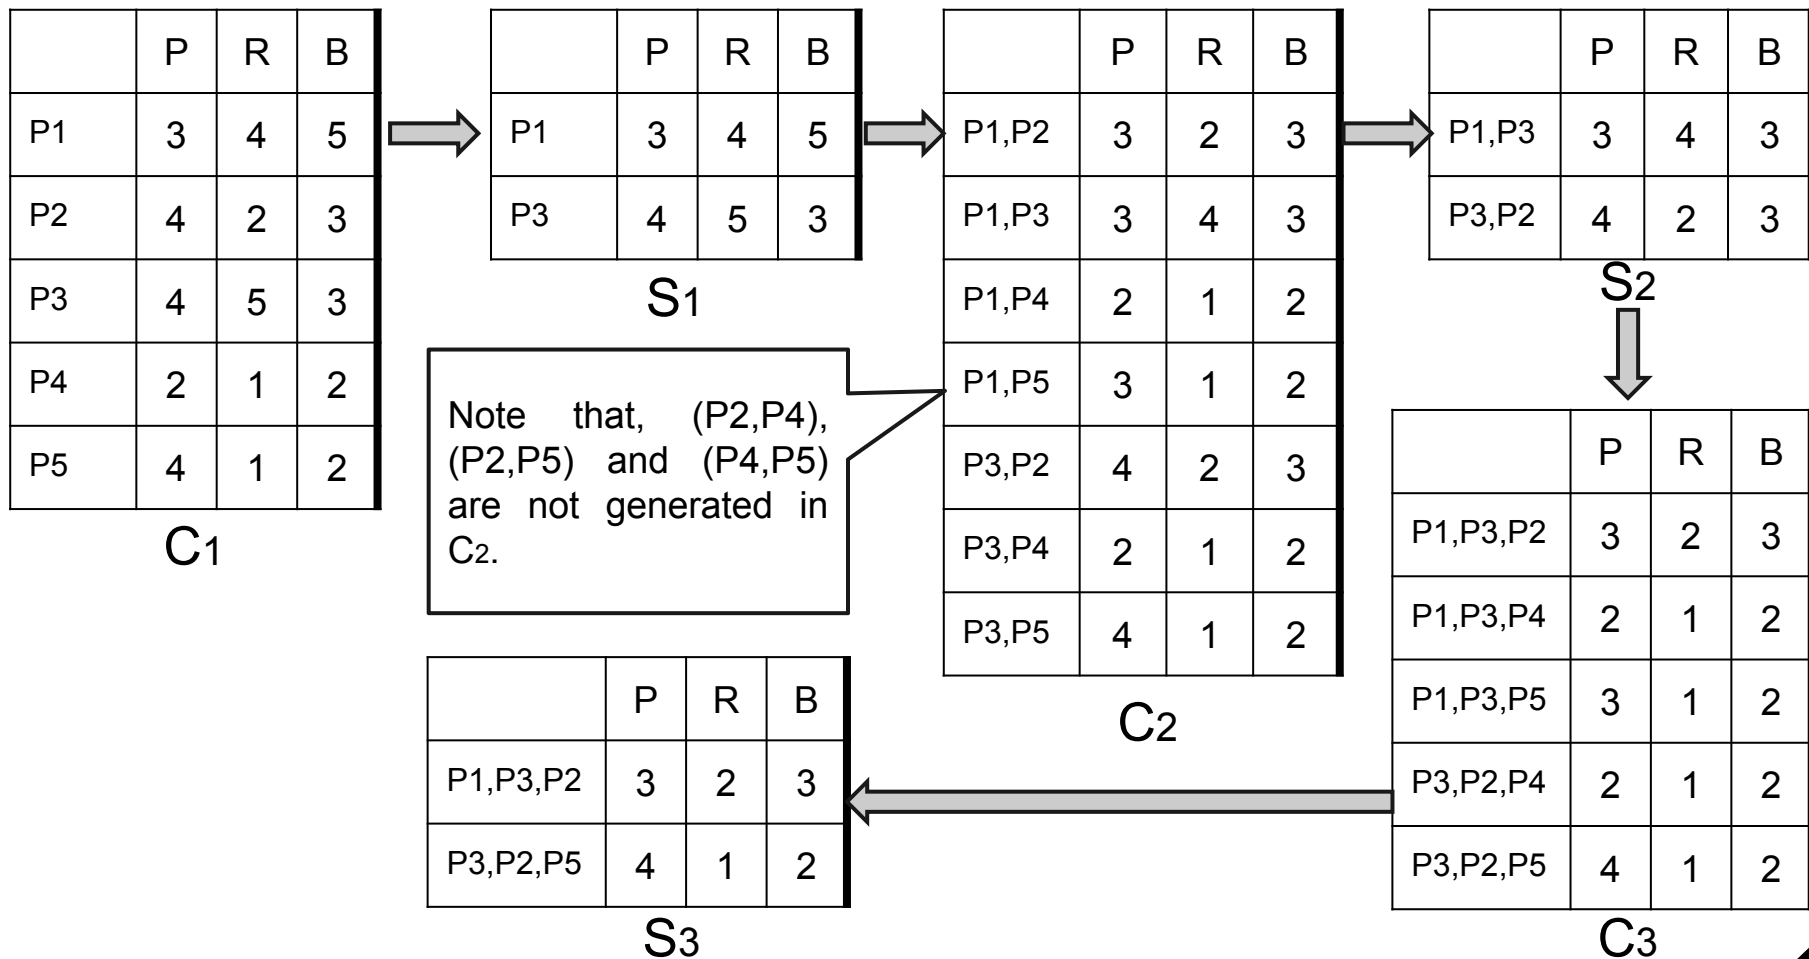 P R B
P1 3 4 5
P2 4 2 3
P3 4 5 3
P4 2 1 2
P5 4 1 2
C1
P R B
P1 3 4 5
P3 4 5 3
S1
P R B
P1,P2 3 2 3
P1,P3 3 4 3
P1,P4 2 1 2
P1,P5 3 1 2
P3,P2 4 2 3
P3,P4 2 1 2
P3,P5 4 1 2
C2
Note that, (P2,P4),
(P2,P5) and (P4,P5)
are not generated in
C2.
P R B
P1,P3 3 4 3
P3,P2 4 2 3
S2
P R B
P1,P3,P2 3 2 3
P1,P3,P4 2 1 2
P1,P3,P5 3 1 2
P3,P2,P4 2 1 2
P3,P2,P5 4 1 2
C3
P R B
P1,P3,P2 3 2 3
P3,P2,P5 4 1 2
S3